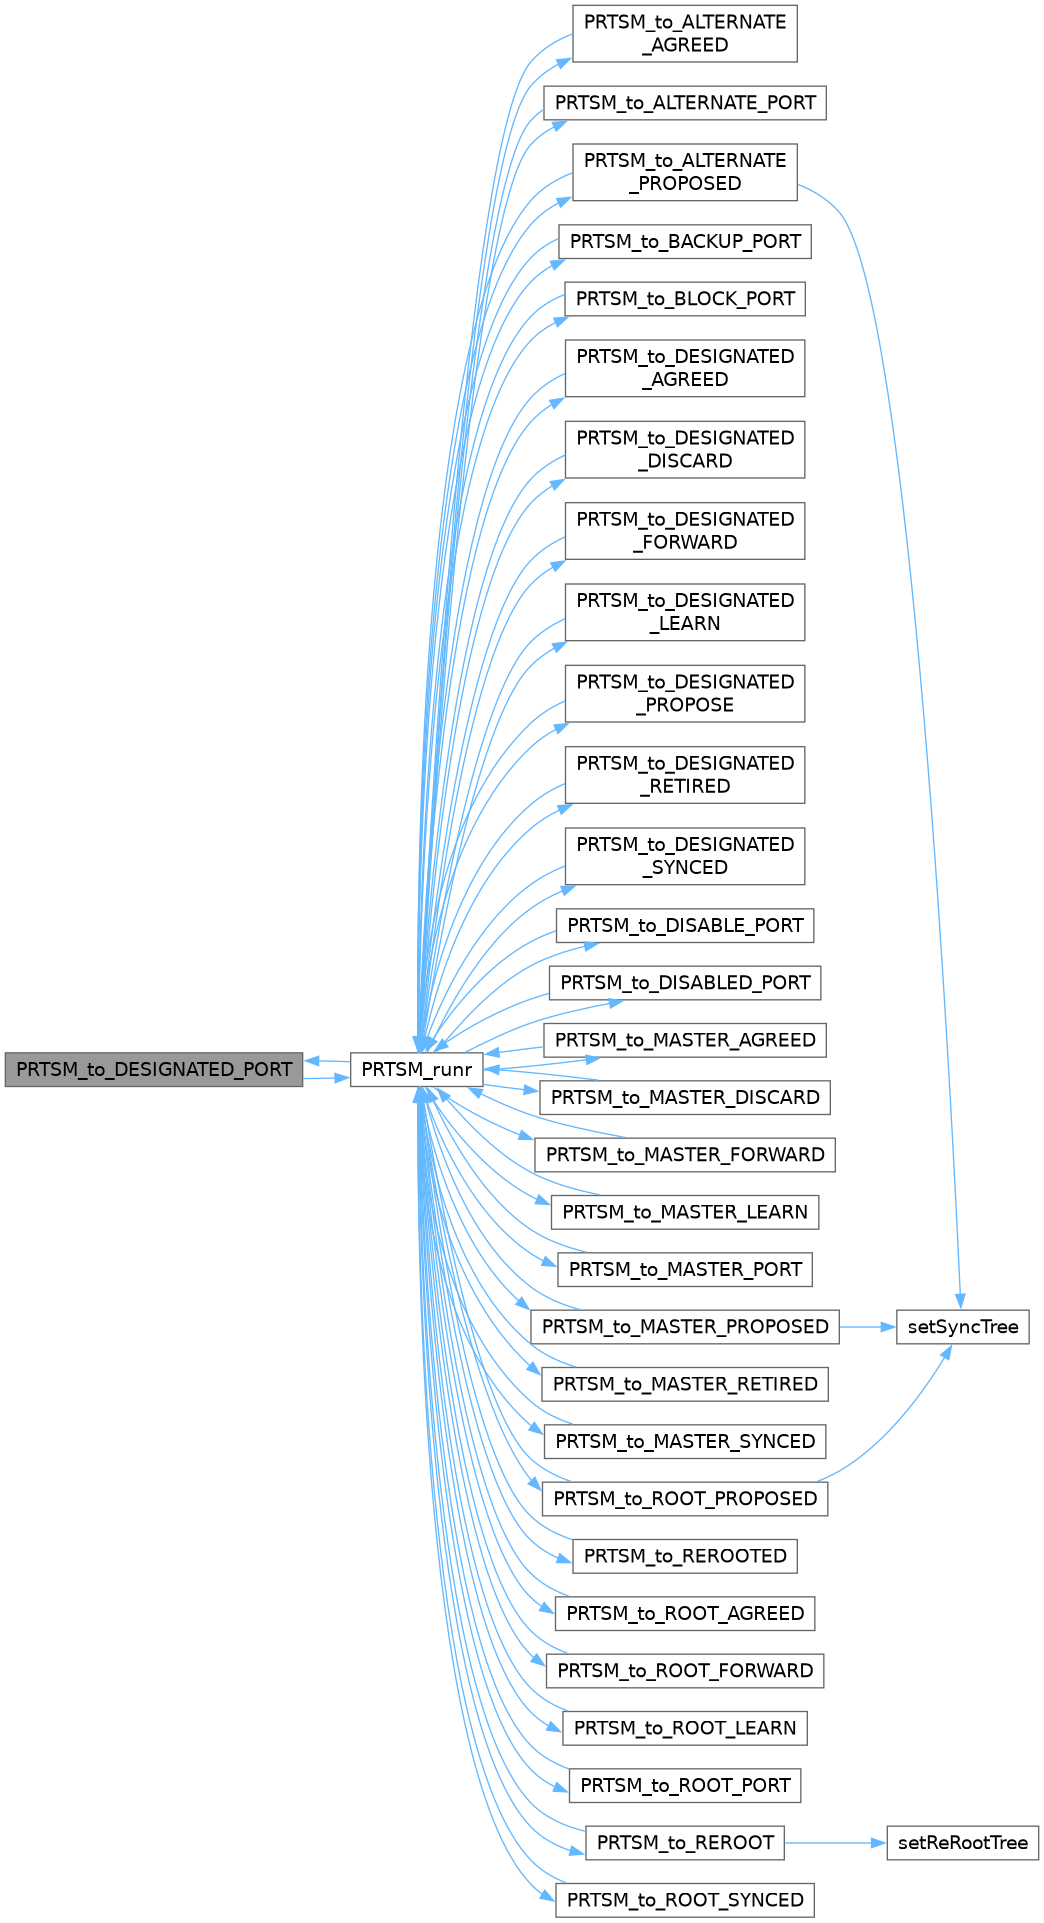 PRTSM_to_ALTERNATE
_AGREED
PRTSM_to_ALTERNATE_PORT
PRTSM_to_ALTERNATE
_PROPOSED
PRTSM_to_BACKUP_PORT
PRTSM_to_BLOCK_PORT
PRTSM_to_DESIGNATED
_AGREED
PRTSM_to_DESIGNATED
_DISCARD
PRTSM_to_DESIGNATED
_FORWARD
PRTSM_to_DESIGNATED
_LEARN
PRTSM_to_DESIGNATED
_PROPOSE
PRTSM_to_DESIGNATED
_RETIRED
PRTSM_to_DESIGNATED
_SYNCED
PRTSM_to_DISABLE_PORT
PRTSM_to_DISABLED_PORT
PRTSM_to_MASTER_AGREED
PRTSM_to_DESIGNATED_PORT
PRTSM_runr
PRTSM_to_MASTER_DISCARD
PRTSM_to_MASTER_FORWARD
PRTSM_to_MASTER_LEARN
PRTSM_to_MASTER_PORT
PRTSM_to_MASTER_PROPOSED
setSyncTree
PRTSM_to_MASTER_RETIRED
PRTSM_to_MASTER_SYNCED
PRTSM_to_ROOT_PROPOSED
PRTSM_to_REROOTED
PRTSM_to_ROOT_AGREED
PRTSM_to_ROOT_FORWARD
PRTSM_to_ROOT_LEARN
PRTSM_to_ROOT_PORT
PRTSM_to_REROOT
setReRootTree
PRTSM_to_ROOT_SYNCED